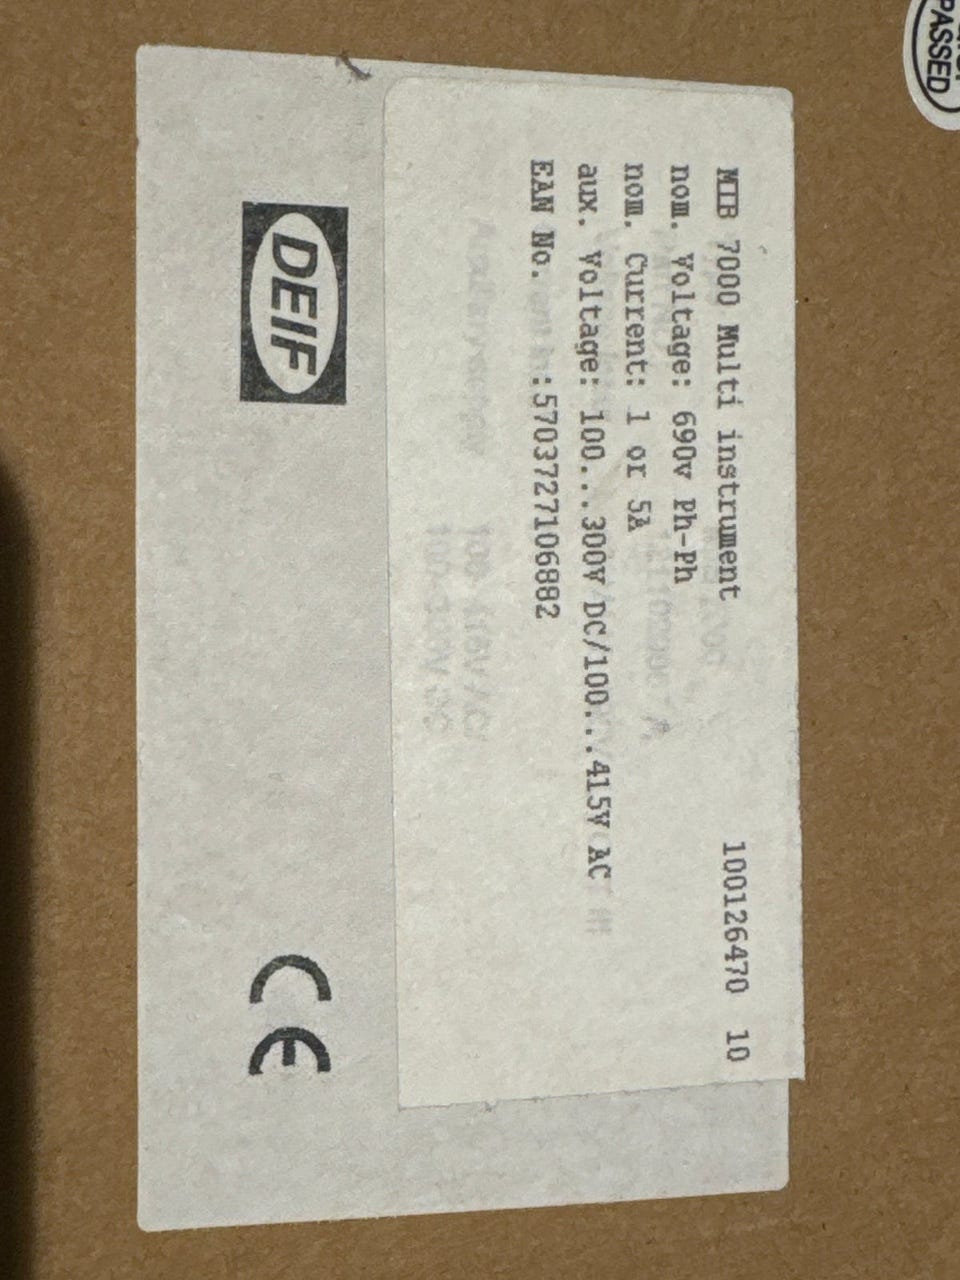 MIB 7000 Multi instrument 100126470 10
nom. Voltage: 690v Ph-Ph
nom. Current: 1 or 5A
aux. Voltage: 100...300V DC/100...415V AC
EAN No. :5703727106882
DEIF
CE
PASSED